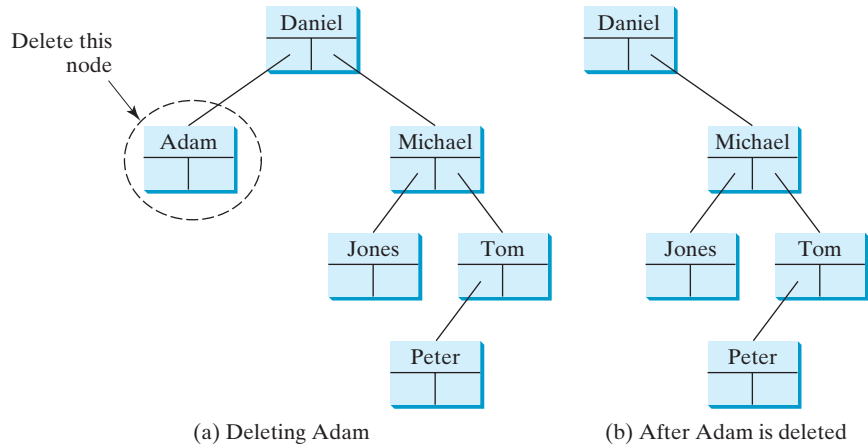 Delete this
node
Daniel
Adam
Michael
Jones
Tom
Peter
(a) Deleting Adam
Daniel
Michael
Jones
Tom
Peter
(b) After Adam is deleted